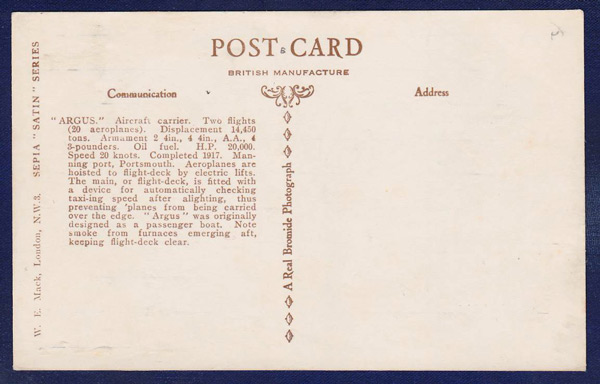 POST & CARD
BRITISH MANUFACTURE
Communication
Address
"ARGUS." Aircraft carrier. Two flights
(20 aeroplanes). Displacement 14,450
tons. Armament 2 4in., 4 4in., A.A., 4
3-pounders. Oil fuel. H.P. 20,000.
Speed 20 knots. Completed 1917. Man-
ning port, Portsmouth. Aeroplanes are
hoisted to flight-deck by electric lifts.
The main, or flight-deck, is fitted with
a device for automatically checking
taxi-ing speed after alighting, thus
preventing 'planes from being carried
over the edge. "Argus" was originally
designed as a passenger boat. Note
smoke from furnaces emerging aft,
keeping flight-deck clear.
A Real Bromide Photograph
W. E. Mack, London, N.W.3. SEPIA "SATIN" SERIES